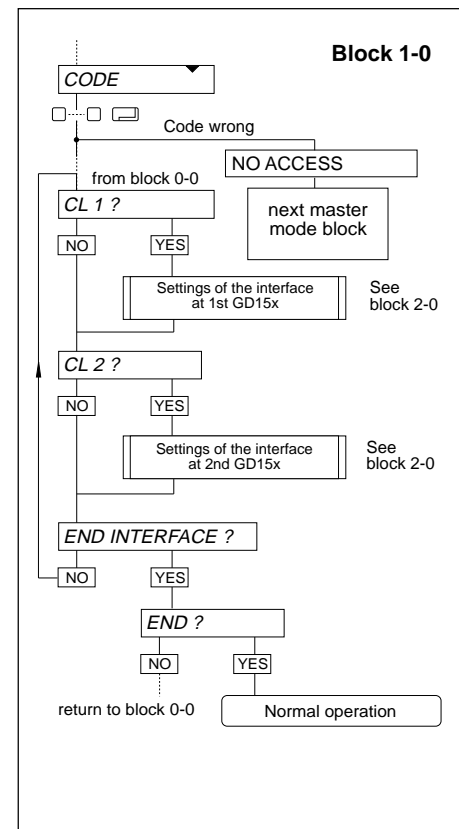 Block 1-0
CODE
Code wrong
NO ACCESS
from block 0-0
CL 1 ?
next master
mode block
NO
YES
Settings of the interface
at 1st GD15x
See
block 2-0
CL 2 ?
NO
YES
Settings of the interface
at 2nd GD15x
See
block 2-0
END INTERFACE ?
NO
YES
END ?
NO
YES
return to block 0-0
Normal operation